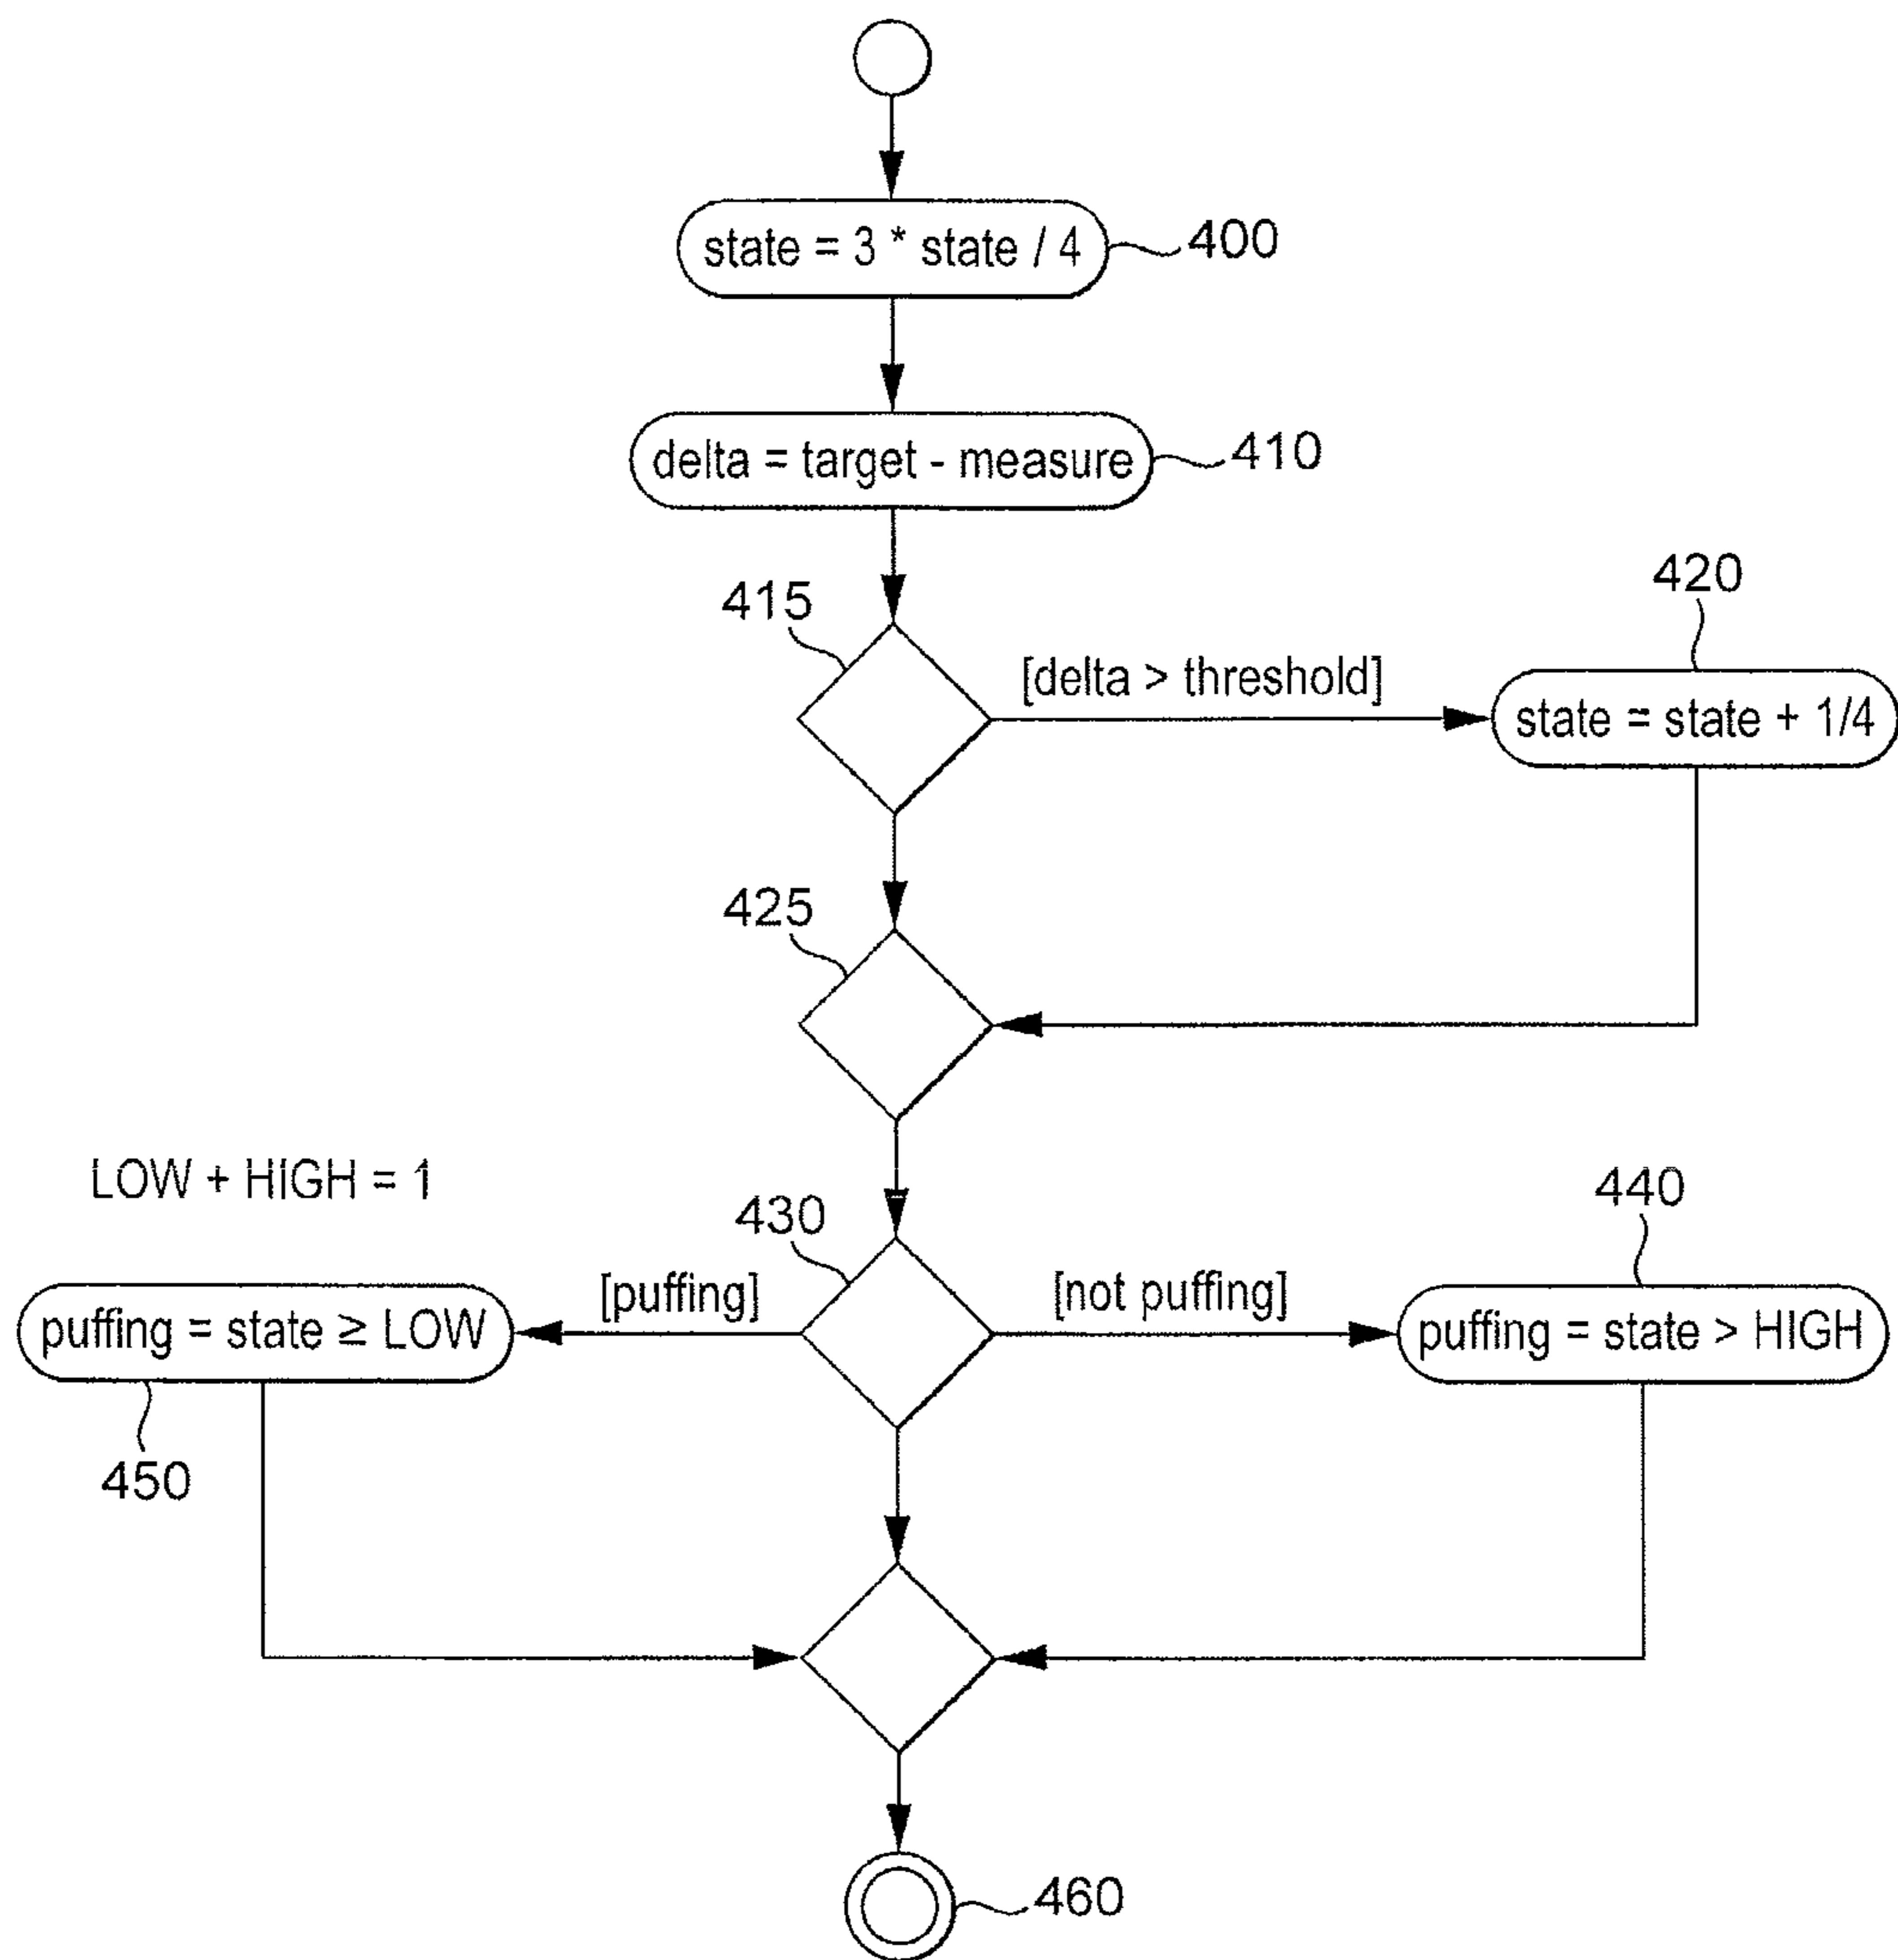 state = 3 * state / 4
400
delta = target - measure
410
415
[delta > threshold]
420
state = state + 1/4
425
LOW + HIGH = 1
430
440
[puffing]
[not puffing]
puffing = state ≥ LOW
puffing = state > HIGH
450
460